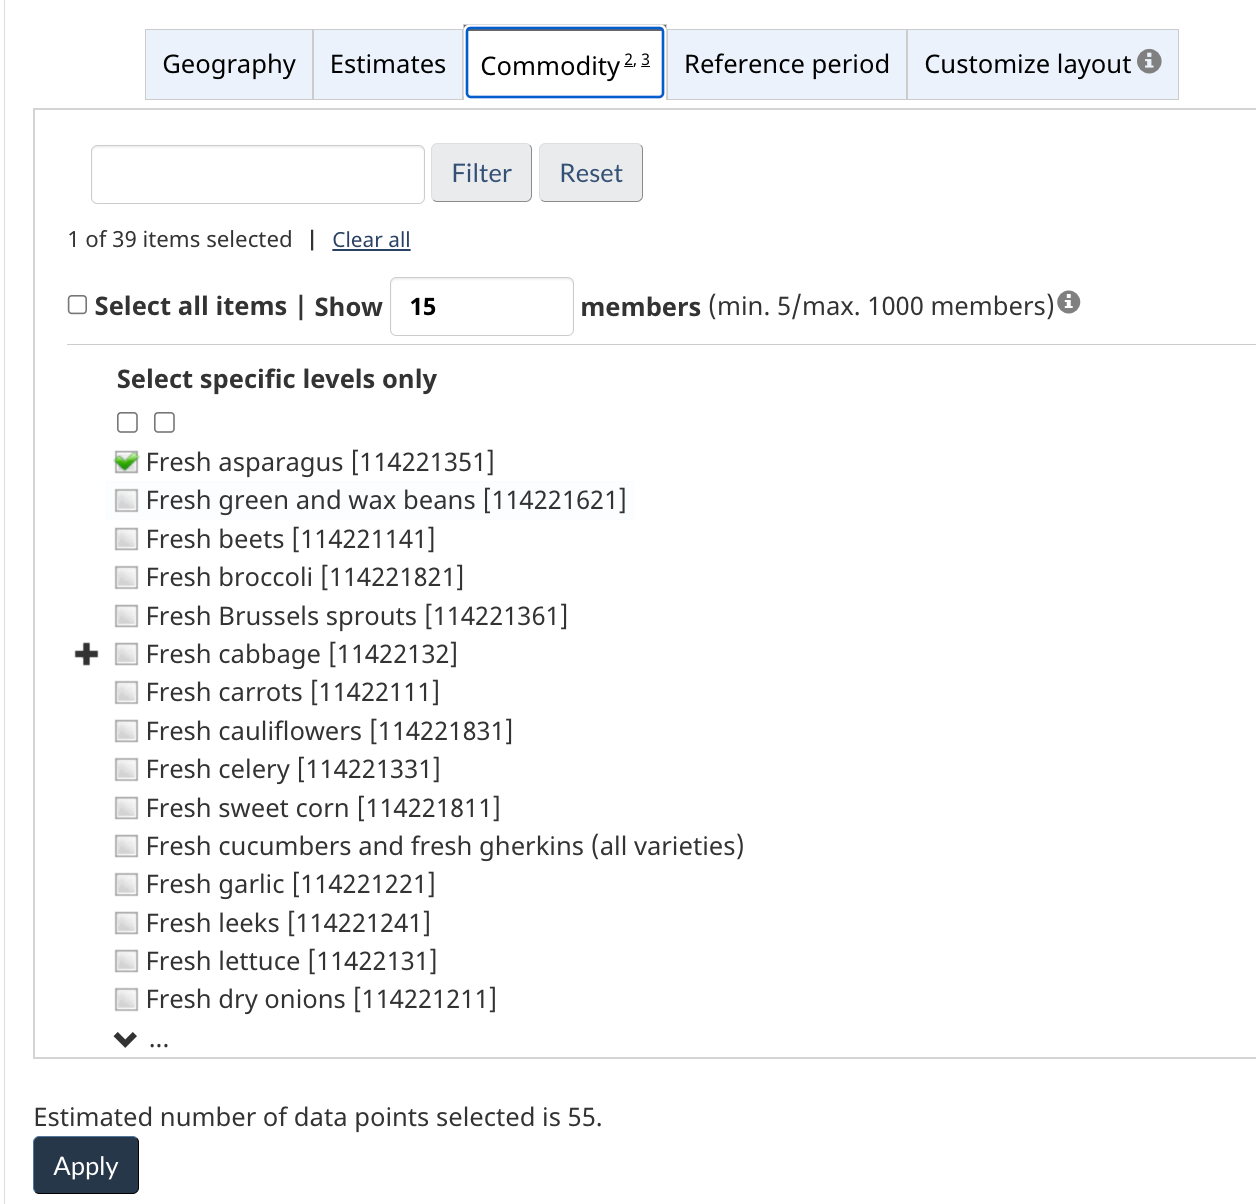 Geography Estimates Commodity 2, 3 Reference period Customize layout
Filter Reset
1 of 39 items selected | Clear all
Select all items | Show 15 members (min. 5/max. 1000 members)
Select specific levels only
Fresh asparagus [114221351]
Fresh green and wax beans [114221621]
Fresh beets [114221141]
Fresh broccoli [114221821]
Fresh Brussels sprouts [114221361]
Fresh cabbage [11422132]
Fresh carrots [11422111]
Fresh cauliflowers [114221831]
Fresh celery [114221331]
Fresh sweet corn [114221811]
Fresh cucumbers and fresh gherkins (all varieties)
Fresh garlic [114221221]
Fresh leeks [114221241]
Fresh lettuce [11422131]
Fresh dry onions [114221211]
...
Estimated number of data points selected is 55.
Apply